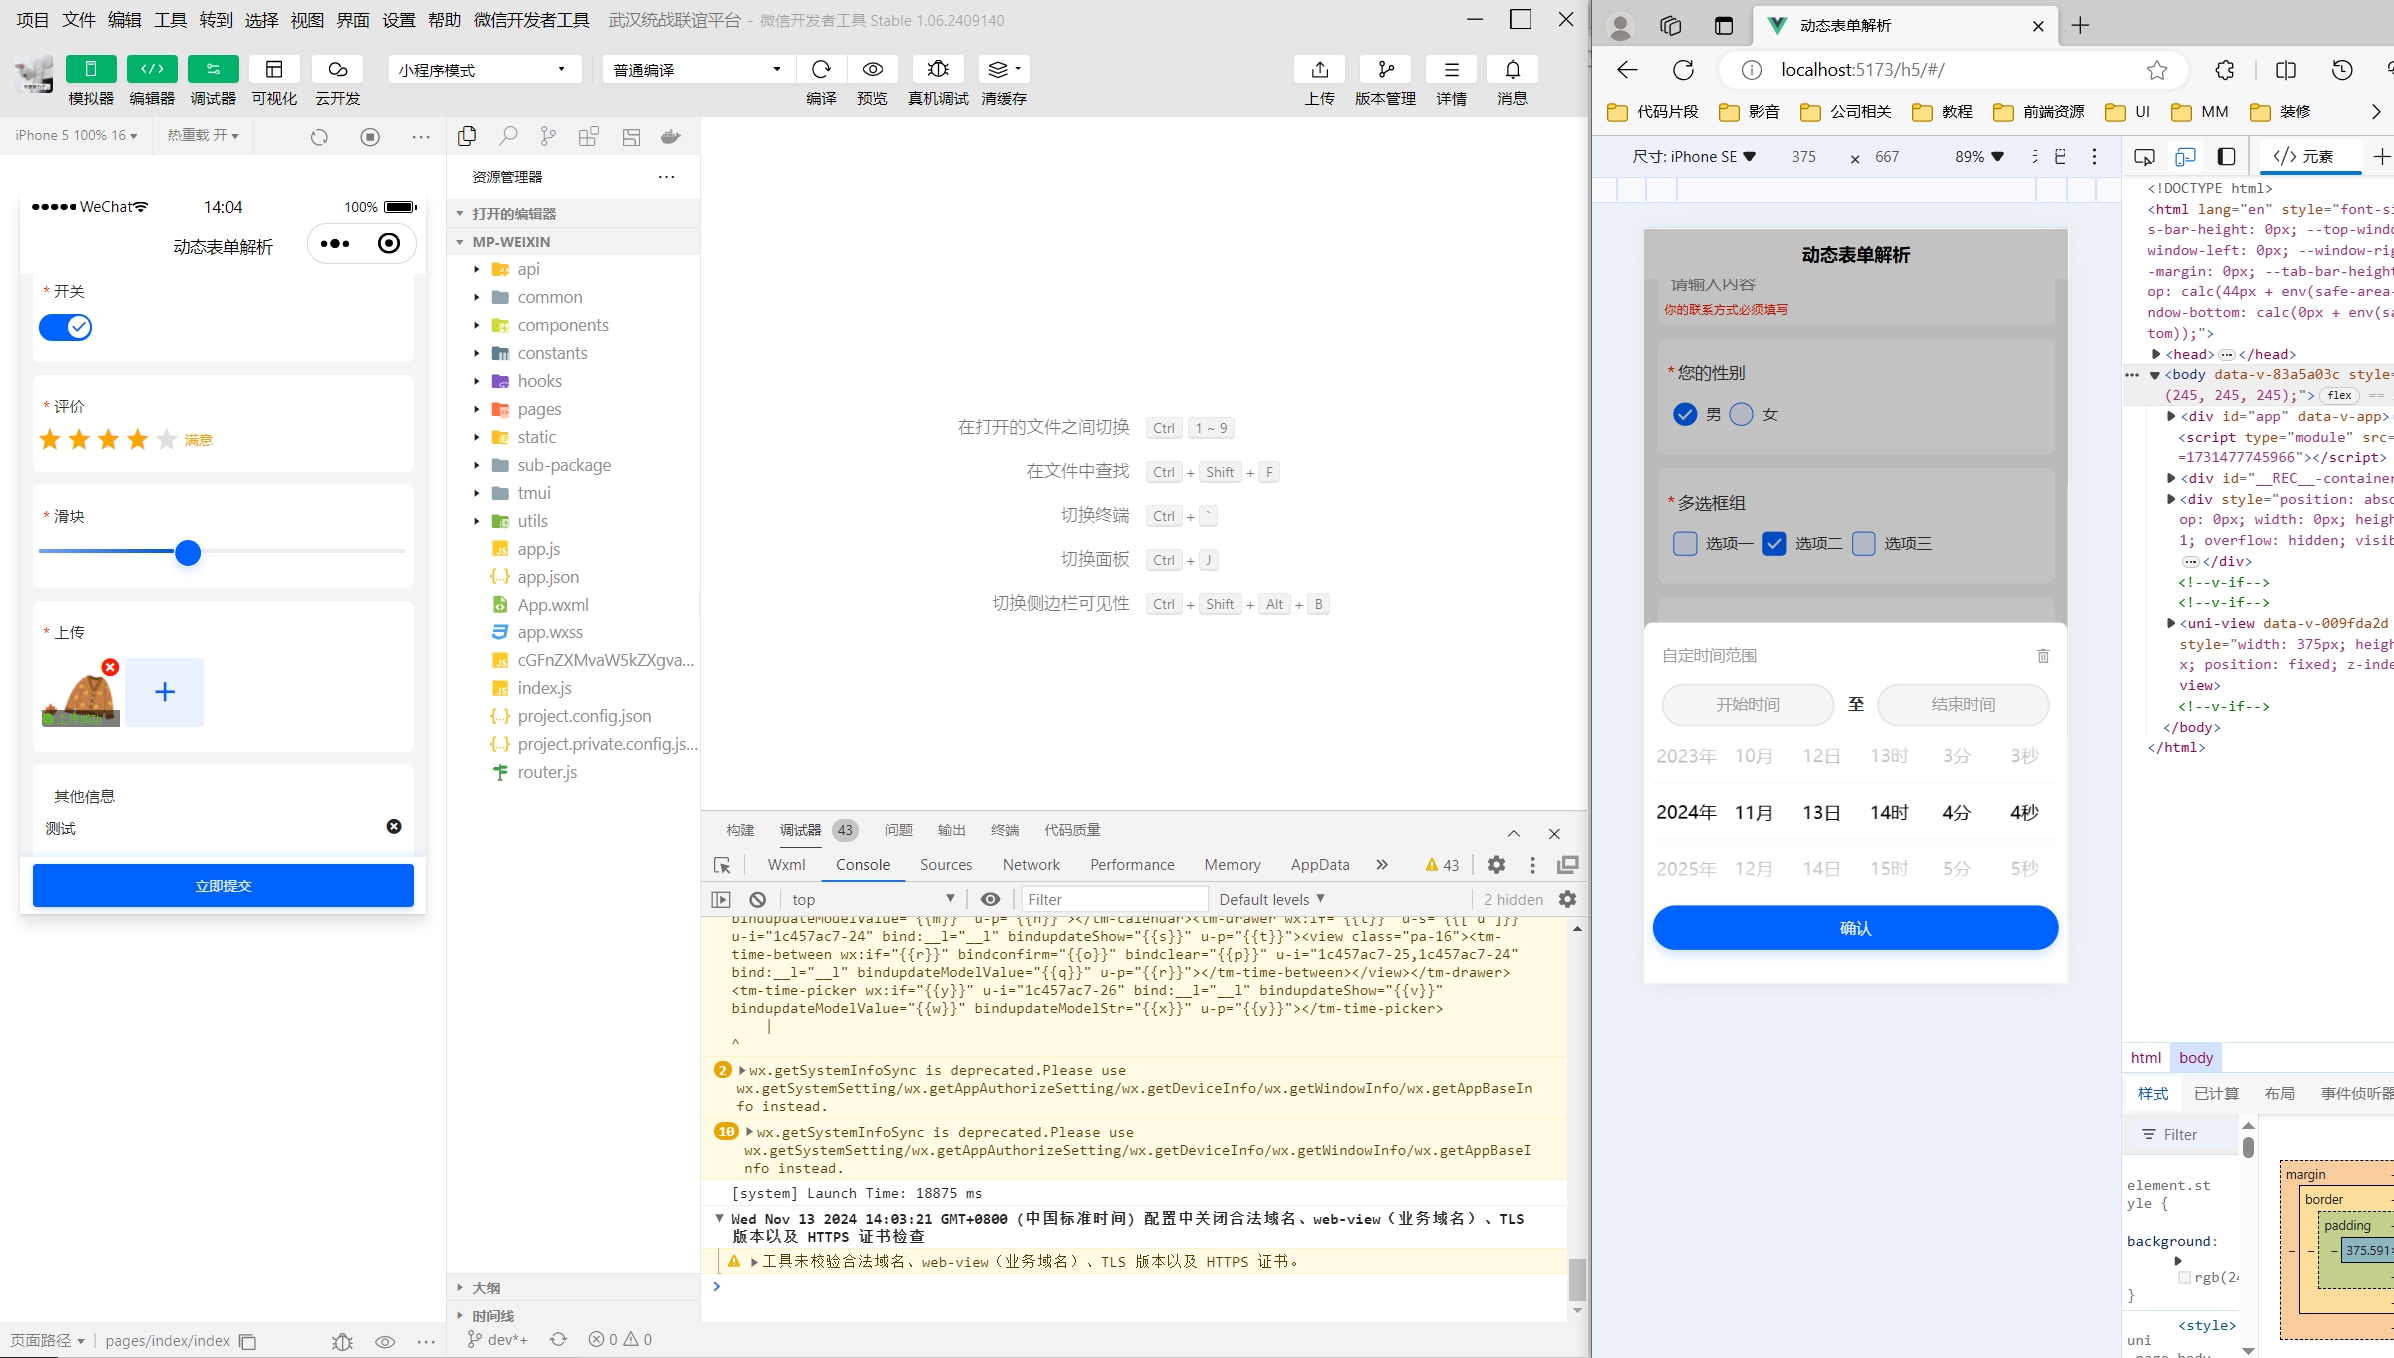 项目 文件 编辑 工具 转到 选择 视图 界面 设置 帮助 微信开发者工具 武汉统战联谊平台 - 微信开发者工具 Stable 1.06.2409140
模拟器 编辑器 调试器 可视化 云开发
小程序模式 普通编译
编译 预览 真机调试 清缓存
上传 版本管理 详情 消息
iPhone 5 100% 16 热重载 开
WeChat 14:04 100%
动态表单解析
* 开关
* 评价
满意
* 滑块
* 上传
上传成功
其他信息
测试
立即提交
页面路径 pages/index/index
资源管理器
打开的编辑器
MP-WEIXIN
api
common
components
constants
hooks
pages
static
sub-package
tmui
utils
app.js
app.json
App.wxml
app.wxss
cGFnZXMvaW5kZXgva...
index.js
project.config.json
project.private.config.js...
router.js
大纲
时间线
dev*+ 0 0
在打开的文件之间切换 Ctrl 1 ~ 9
在文件中查找 Ctrl + Shift + F
切换终端 Ctrl + `
切换面板 Ctrl + J
切换侧边栏可见性 Ctrl + Shift + Alt + B
构建 调试器 43 问题 输出 终端 代码质量
Wxml Console Sources Network Performance Memory AppData 43
top Filter Default levels 2 hidden
bindupdateModelValue="{{m}}" u-p="{{n}}"></tm-calendar><tm-drawer wx:if="{{t}}" u-s="{{['d']}}"
u-i="1c457ac7-24" bind:__l="__l" bindupdateShow="{{s}}" u-p="{{t}}"><view class="pa-16"><tm-
time-between wx:if="{{r}}" bindconfirm="{{o}}" bindclear="{{p}}" u-i="1c457ac7-25,1c457ac7-24"
bind:__l="__l" bindupdateModelValue="{{q}}" u-p="{{r}}"></tm-time-between></view></tm-drawer>
<tm-time-picker wx:if="{{y}}" u-i="1c457ac7-26" bind:__l="__l" bindupdateShow="{{v}}"
bindupdateModelValue="{{w}}" bindupdateModelStr="{{x}}" u-p="{{y}}"></tm-time-picker>
|
^
2 wx.getSystemInfoSync is deprecated.Please use
wx.getSystemSetting/wx.getAppAuthorizeSetting/wx.getDeviceInfo/wx.getWindowInfo/wx.getAppBaseIn
fo instead.
10 wx.getSystemInfoSync is deprecated.Please use
wx.getSystemSetting/wx.getAppAuthorizeSetting/wx.getDeviceInfo/wx.getWindowInfo/wx.getAppBaseI
nfo instead.
[system] Launch Time: 18875 ms
Wed Nov 13 2024 14:03:21 GMT+0800 (中国标准时间) 配置中关闭合法域名、web-view（业务域名）、TLS
版本以及 HTTPS 证书检查
工具未校验合法域名、web-view（业务域名）、TLS 版本以及 HTTPS 证书。
动态表单解析
localhost:5173/h5/#/
代码片段 影音 公司相关 教程 前端资源 UI MM 装修
尺寸: iPhone SE 375 × 667 89%
动态表单解析
请输入内容
你的联系方式必须填写
* 您的性别
男 女
* 多选框组
选项一 选项二 选项三
自定时间范围
开始时间 至 结束时间
2023年 10月 12日 13时 3分 3秒
2024年 11月 13日 14时 4分 4秒
2025年 12月 14日 15时 5分 5秒
确认
</> 元素
<!DOCTYPE html>
<html lang="en" style="font-si
s-bar-height: 0px; --top-windo
window-left: 0px; --window-rig
-margin: 0px; --tab-bar-height
op: calc(44px + env(safe-area-
ndow-bottom: calc(0px + env(sa
tom));">
<head> ⋯ </head>
<body data-v-83a5a03c style=
(245, 245, 245);"> flex ==
<div id="app" data-v-app>
<script type="module" src=
=1731477745966"></script>
<div id="__REC__-container
<div style="position: abso
op: 0px; width: 0px; heigh
1; overflow: hidden; visib
⋯ </div>
<!--v-if-->
<!--v-if-->
<uni-view data-v-009fda2d
style="width: 375px; heigh
x; position: fixed; z-inde
view>
<!--v-if-->
</body>
</html>
html body
样式 已计算 布局 事件侦听器
Filter
element.st
yle {
background:
rgb(24
}
<style>
uni
margin
border
padding
375.591×